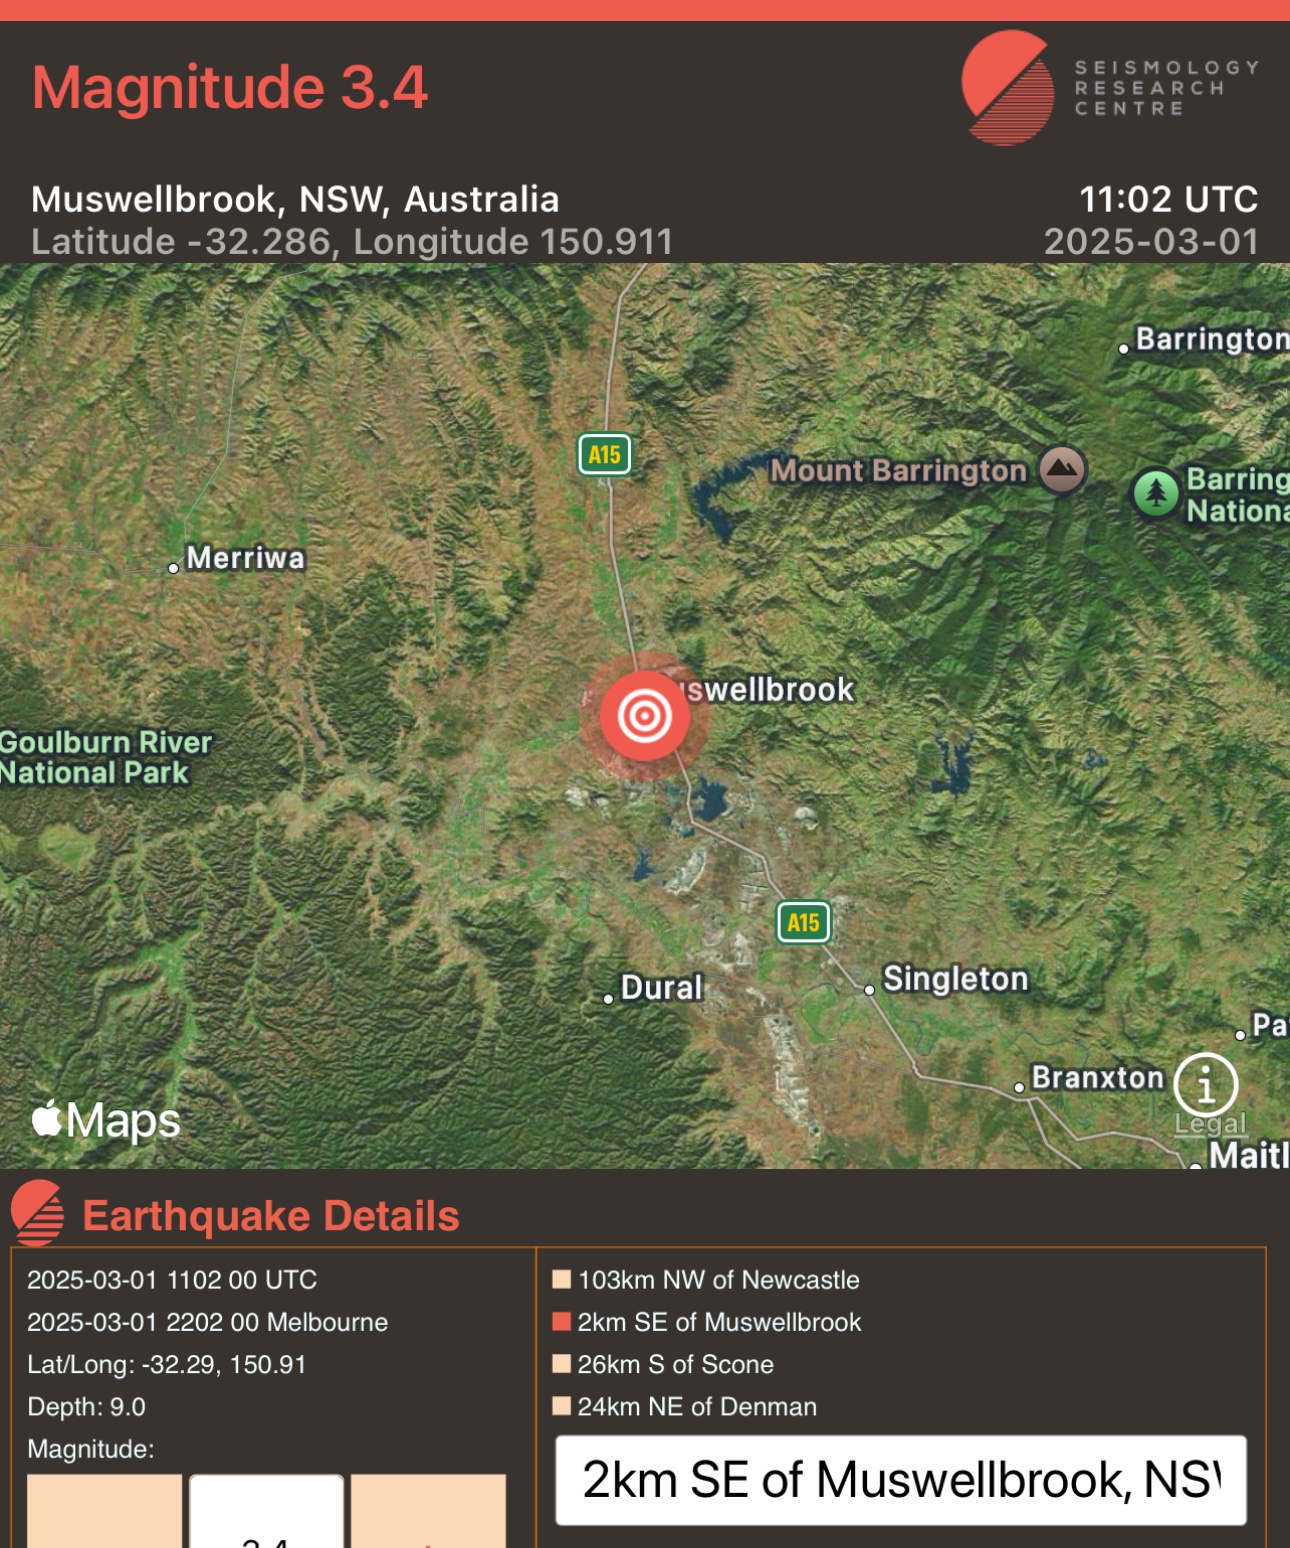 Magnitude 3.4
SEISMOLOGY
RESEARCH
CENTRE
Muswellbrook, NSW, Australia
11:02 UTC
Latitude -32.286, Longitude 150.911
2025-03-01
Barrington
A15
Mount Barrington
Barring
Nationa
Merriwa
swellbrook
Goulburn River
National Park
A15
Singleton
Dural
Pa
Branxton
Maps
Legal
Maitl
Earthquake Details
2025-03-01 1102 00 UTC
2025-03-01 2202 00 Melbourne
Lat/Long: -32.29, 150.91
Depth: 9.0
Magnitude:
3.4
103km NW of Newcastle
2km SE of Muswellbrook
26km S of Scone
24km NE of Denman
2km SE of Muswellbrook, NS